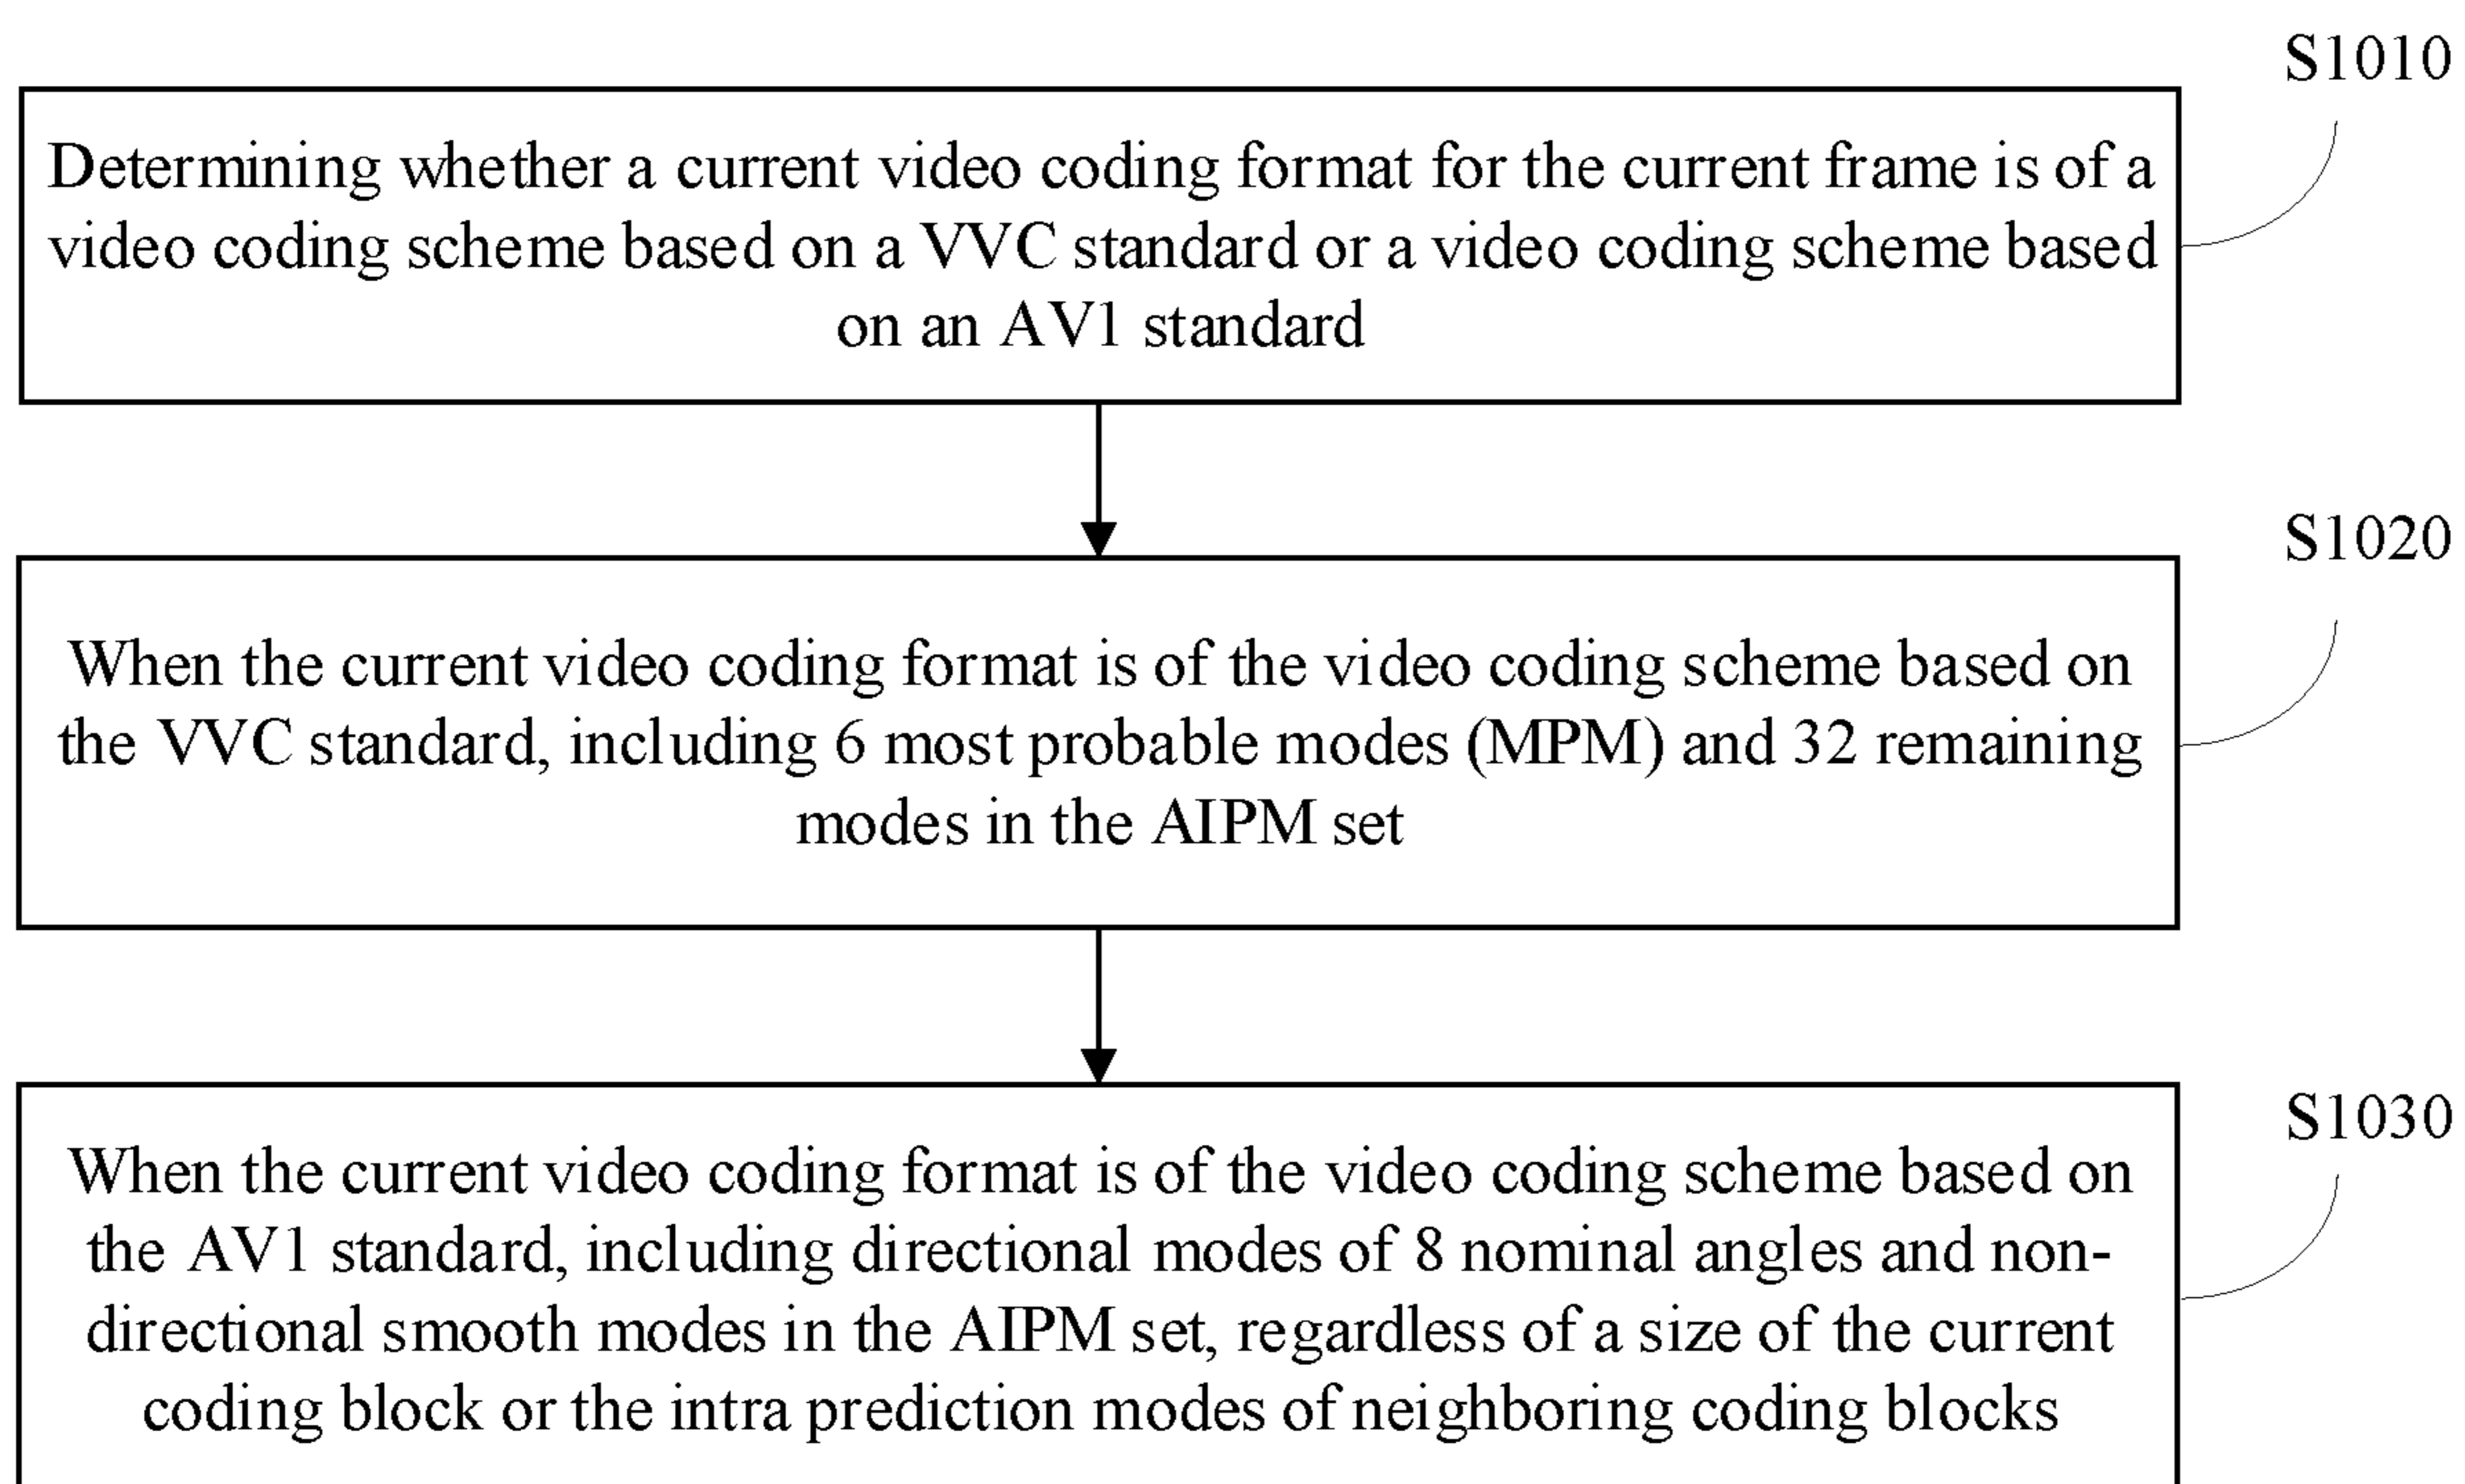 S1010
Determining whether a current video coding format for the current frame is of a
video coding scheme based on a VVC standard or a video coding scheme based
on an AV1 standard
S1020
When the current video coding format is of the video coding scheme based on
the VVC standard, including 6 most probable modes (MPM) and 32 remaining
modes in the AIPM set
S1030
When the current video coding format is of the video coding scheme based on
the AV1 standard, including directional modes of 8 nominal angles and non-
directional smooth modes in the AIPM set, regardless of a size of the current
coding block or the intra prediction modes of neighboring coding blocks